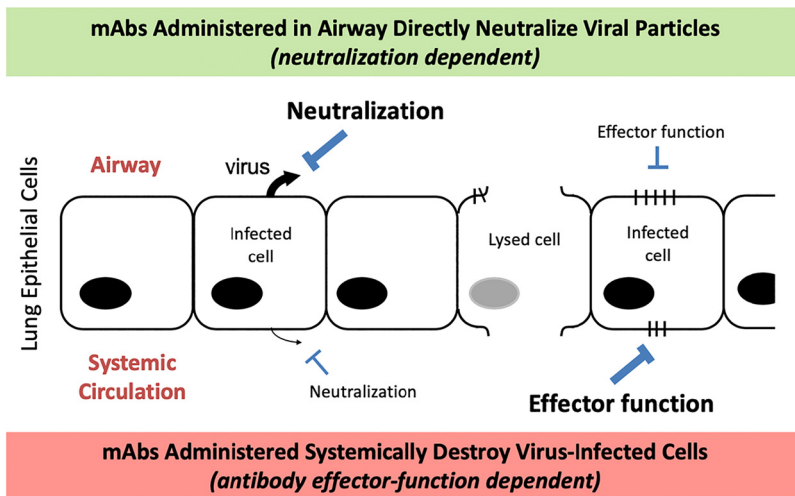 mAbs Administered in Airway Directly Neutralize Viral Particles
(neutralization dependent)
Neutralization
Effector function
Airway
virus
Lung Epithelial Cells
Infected
cell
Lysed cell
Infected
cell
Systemic
Circulation
Neutralization
Effector function
mAbs Administered Systemically Destroy Virus-Infected Cells
(antibody effector-function dependent)